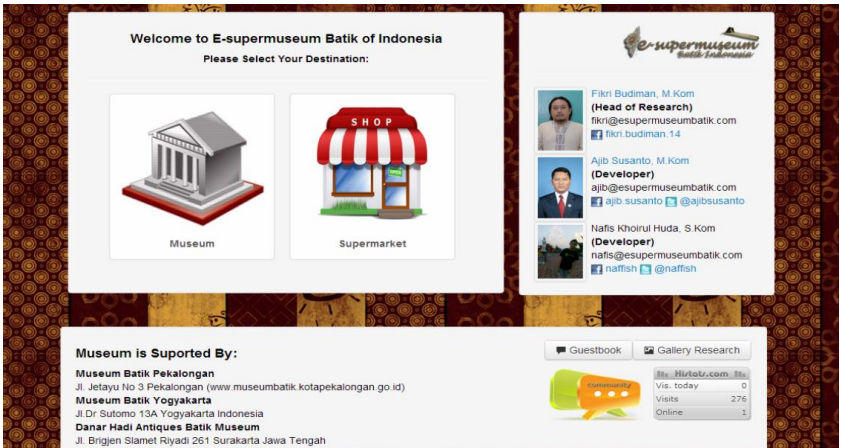 Welcome to E-supermuseum Batik of Indonesia
Please Select Your Destination:
SHOP
OPEN
Museum
Supermarket
e-supermuseum
Batik Indonesia
Fikri Budiman, M.Kom
(Head of Research)
fikri@esupermuseumbatik.com
fikri.budiman.14
Ajib Susanto, M.Kom
(Developer)
ajib@esupermuseumbatik.com
ajib.susanto @ajibsusanto
Nafis Khoirul Huda, S.Kom
(Developer)
nafis@esupermuseumbatik.com
naffish @naffish
Museum is Suported By:
Museum Batik Pekalongan
Jl. Jetayu No 3 Pekalongan (www.museumbatik.kotapekalongan.go.id)
Museum Batik Yogyakarta
Jl.Dr Sutomo 13A Yogyakarta Indonesia
Danar Hadi Antiques Batik Museum
Jl. Brigjen Slamet Riyadi 261 Surakarta Jawa Tengah
Guestbook
Gallery Research
community
Histats.com
Vis. today 0
Visits 276
Online 1